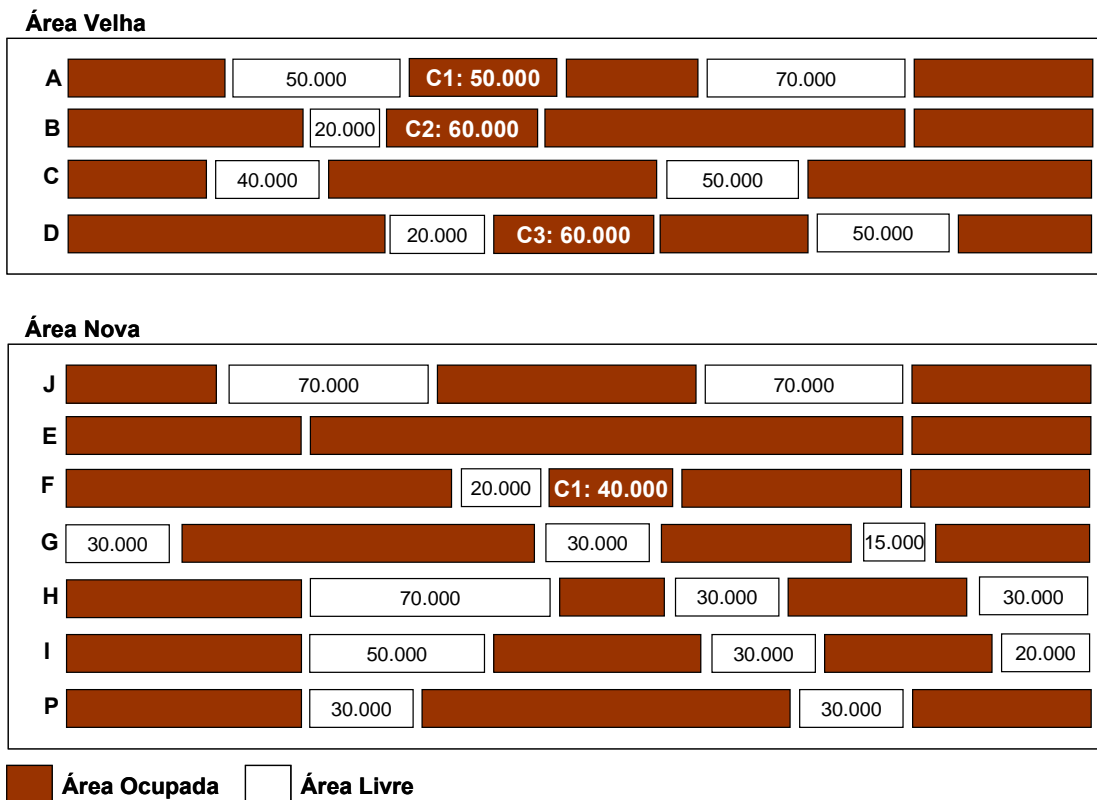 Área Velha
A 50.000 C1: 50.000 70.000
B 20.000 C2: 60.000
C 40.000 50.000
D 20.000 C3: 60.000 50.000
Área Nova
J 70.000 70.000
E
F 20.000 C1: 40.000
G 30.000 30.000 15.000
H 70.000 30.000 30.000
I 50.000 30.000 20.000
P 30.000 30.000
Área Ocupada Área Livre